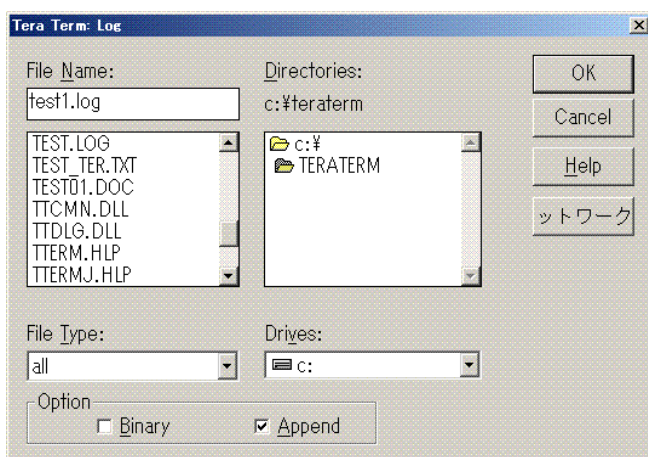 Tera Term: Log
File Name:
test1.log
TEST.LOG
TEST_TER.TXT
TEST01.DOC
TTCMN.DLL
TTDLG.DLL
TTERM.HLP
TTERMJ.HLP
Directories:
c:¥teraterm
c:¥
TERATERM
OK
Cancel
Help
ットワーク
File Type:
all
Drives:
c:
Option
Binary
Append